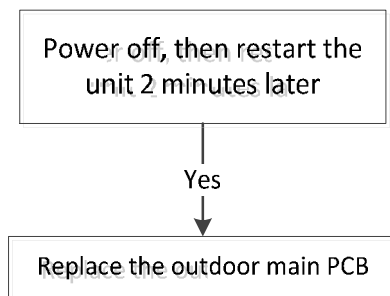 Power off, then restart the
unit 2 minutes later
Yes
Replace the outdoor main PCB